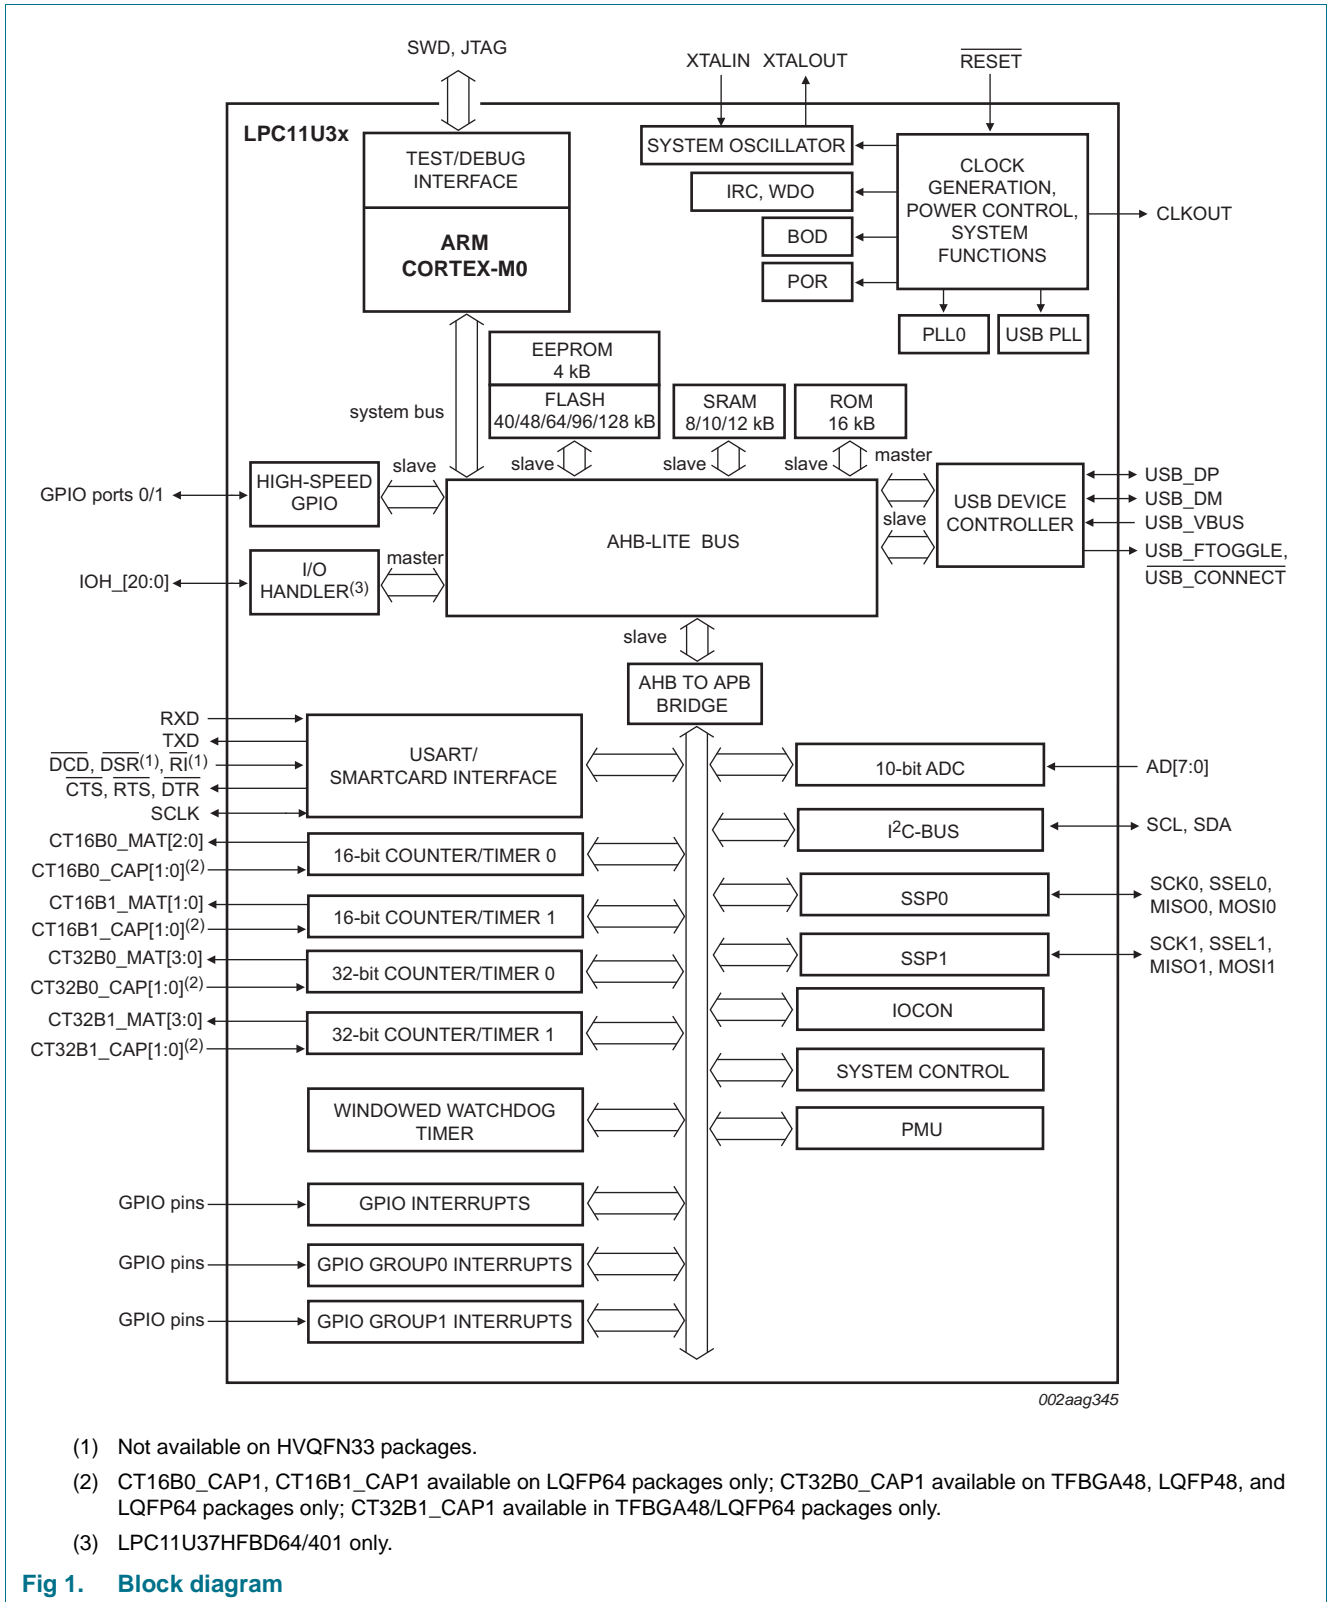 SWD, JTAG
XTALIN XTALOUT
RESET
LPC11U3x
TEST/DEBUG
INTERFACE
ARM
CORTEX-M0
SYSTEM OSCILLATOR
IRC, WDO
BOD
POR
CLOCK
GENERATION,
POWER CONTROL,
SYSTEM
FUNCTIONS
CLKOUT
PLL0
USB PLL
system bus
EEPROM
4 kB
FLASH
40/48/64/96/128 kB
SRAM
8/10/12 kB
ROM
16 kB
slave
slave
slave
slave
master
GPIO ports 0/1
HIGH-SPEED
GPIO
IOH_[20:0]
I/O
HANDLER(3)
master
AHB-LITE BUS
slave
USB DEVICE
CONTROLLER
USB_DP
USB_DM
USB_VBUS
USB_FTOGGLE,
USB_CONNECT
slave
AHB TO APB
BRIDGE
RXD
TXD
DCD, DSR(1), RI(1)
CTS, RTS, DTR
SCLK
USART/
SMARTCARD INTERFACE
CT16B0_MAT[2:0]
CT16B0_CAP[1:0](2)
16-bit COUNTER/TIMER 0
CT16B1_MAT[1:0]
CT16B1_CAP[1:0](2)
16-bit COUNTER/TIMER 1
CT32B0_MAT[3:0]
CT32B0_CAP[1:0](2)
32-bit COUNTER/TIMER 0
CT32B1_MAT[3:0]
CT32B1_CAP[1:0](2)
32-bit COUNTER/TIMER 1
WINDOWED WATCHDOG
TIMER
GPIO pins
GPIO INTERRUPTS
GPIO pins
GPIO GROUP0 INTERRUPTS
GPIO pins
GPIO GROUP1 INTERRUPTS
10-bit ADC
AD[7:0]
I2C-BUS
SCL, SDA
SSP0
SCK0, SSEL0,
MISO0, MOSI0
SSP1
SCK1, SSEL1,
MISO1, MOSI1
IOCON
SYSTEM CONTROL
PMU
002aag345
(1) Not available on HVQFN33 packages.
(2) CT16B0_CAP1, CT16B1_CAP1 available on LQFP64 packages only; CT32B0_CAP1 available on TFBGA48, LQFP48, and
LQFP64 packages only; CT32B1_CAP1 available in TFBGA48/LQFP64 packages only.
(3) LPC11U37HFBD64/401 only.
Fig 1. Block diagram